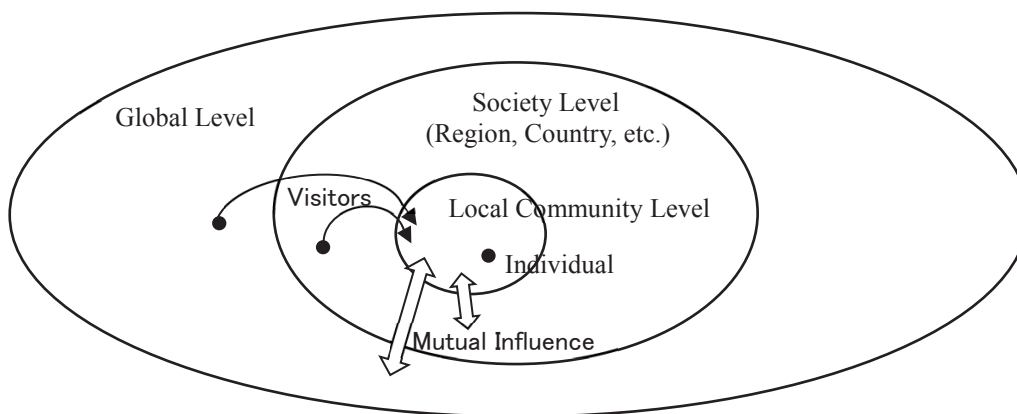 Society Level
(Region, Country, etc.)
Global Level
Visitors
Local Community Level
Individual
Mutual Influence